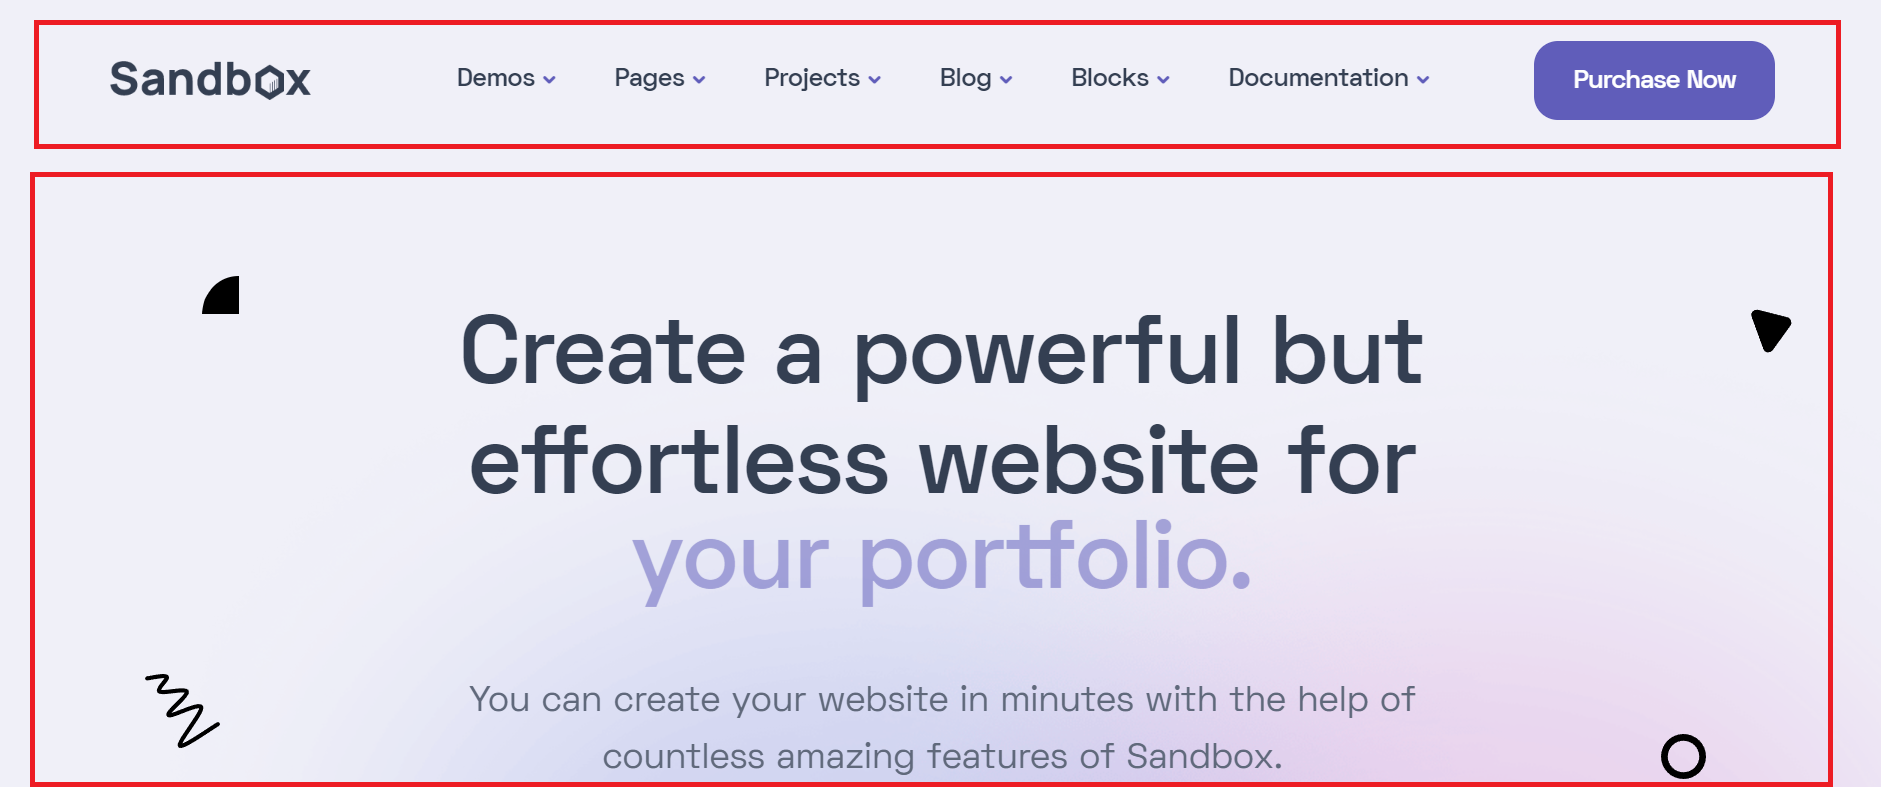 Sandbox Demos Pages Projects Blog Blocks Documentation Purchase Now
Create a powerful but
effortless website for
your portfolio.
You can create your website in minutes with the help of
countless amazing features of Sandbox.